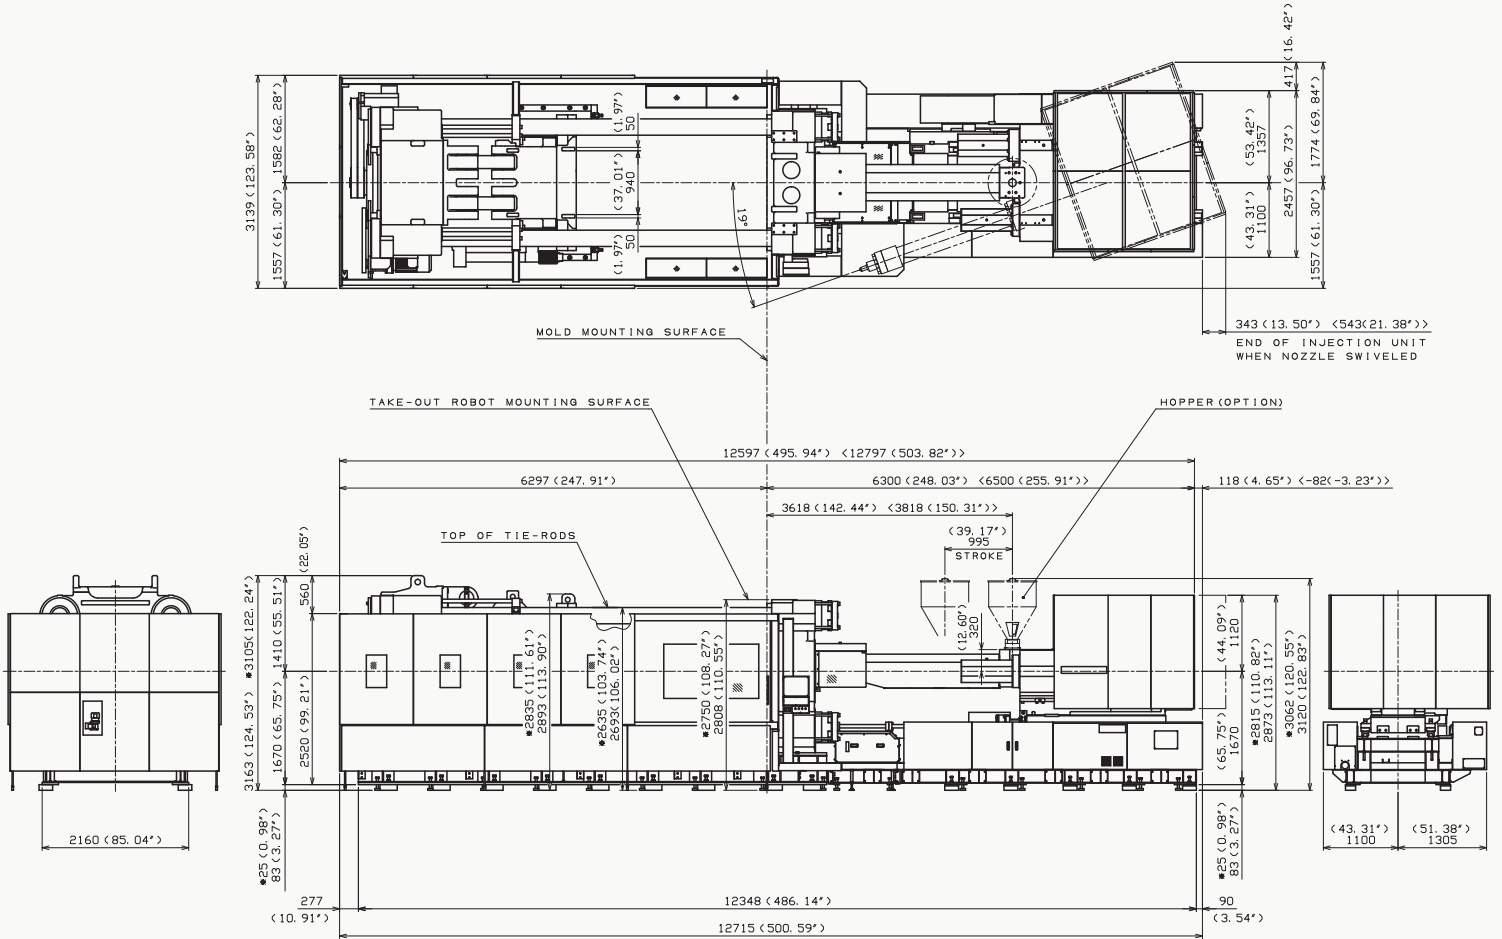 417 (16. 42″)
3139 (123. 58″)
1582 (62. 28″)
1557 (61. 30″)
(1. 97″)
50
(37. 01″)
940
(1. 97″)
50
19°
(53. 42″)
1357
(43. 31″)
1100
2457 (96. 73″)
1774 (69. 84″)
1557 (61. 30″)
343 (13. 50″) <543(21. 38″)>
END OF INJECTION UNIT
WHEN NOZZLE SWIVELED
MOLD MOUNTING SURFACE
TAKE-OUT ROBOT MOUNTING SURFACE
HOPPER (OPTION)
12597 (495. 94″) <12797 (503. 82″)>
6297 (247. 91″)
6300 (248. 03″) <6500 (255. 91″)>
118 (4. 65″) <-82(-3. 23″)>
3618 (142. 44″) <3818 (150. 31″)>
(39. 17″)
995
STROKE
TOP OF TIE-RODS
560 (22. 05″)
※3105(122. 24″)
3163 (124. 53″)
1410 (55. 51″)
1670 (65. 75″)
2520 (99. 21″)
※2835 (111. 61″)
2893 (113. 90″)
※2635 (103. 74″)
2693(106. 02″)
※2750 (108. 27″)
2808 (110. 55″)
(12. 60″)
320
(44. 09″)
1120
(65. 75″)
1670
※2815 (110. 82″)
2873 (113. 11″)
※3062 (120. 55″)
3120 (122. 83″)
2160 (85. 04″)
※25 (0. 98″)
83 (3. 27″)
※25 (0. 98″)
83 (3. 27″)
(43. 31″)
1100
(51. 38″)
1305
277
(10. 91″)
12348 (486. 14″)
90
(3. 54″)
12715 (500. 59″)